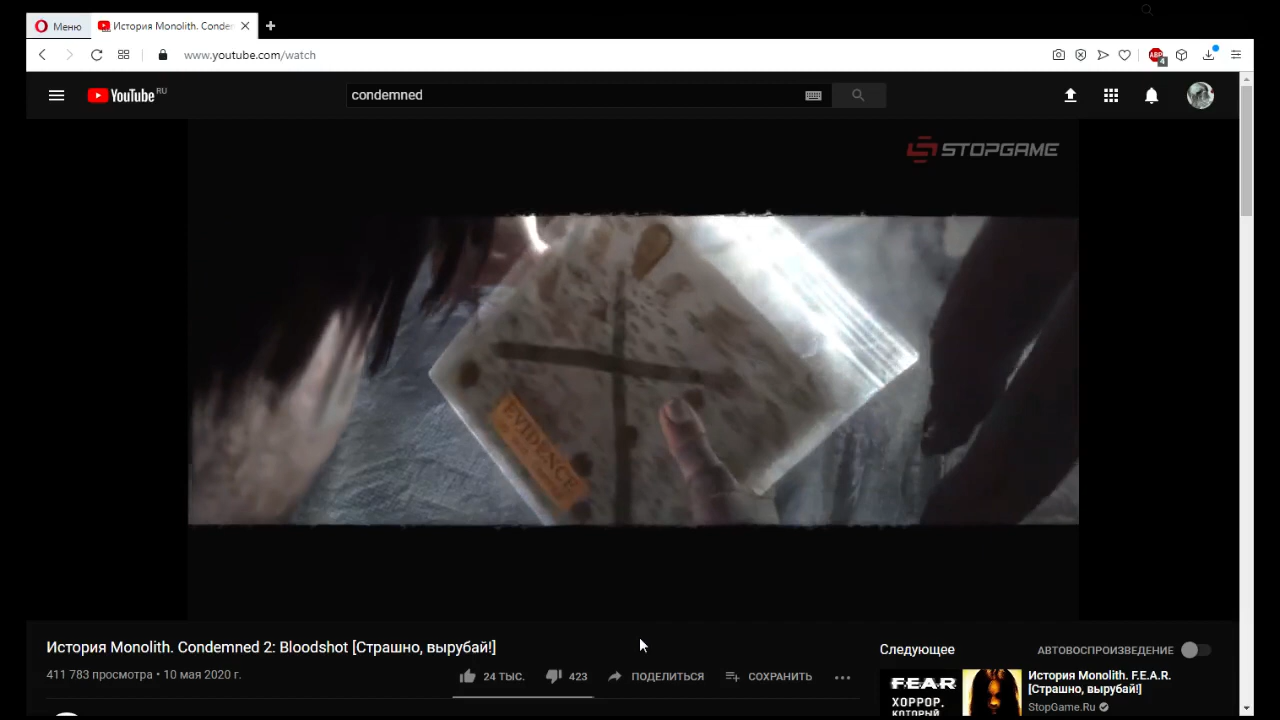 Меню
История Monolith. Conde
www.youtube.com/watch
ABP
4
YouTube RU
condemned
STOPGAME
EVIDENCE
История Monolith. Condemned 2: Bloodshot [Страшно, вырубай!]
411 783 просмотра • 10 мая 2020 г.
24 ТЫС.
423
ПОДЕЛИТЬСЯ
СОХРАНИТЬ
Следующее
АВТОВОСПРОИЗВЕДЕНИЕ
FEAR
ХОРРОР,
КОТОРЫЙ
История Monolith. F.E.A.R.
[Страшно, вырубай!]
StopGame.Ru